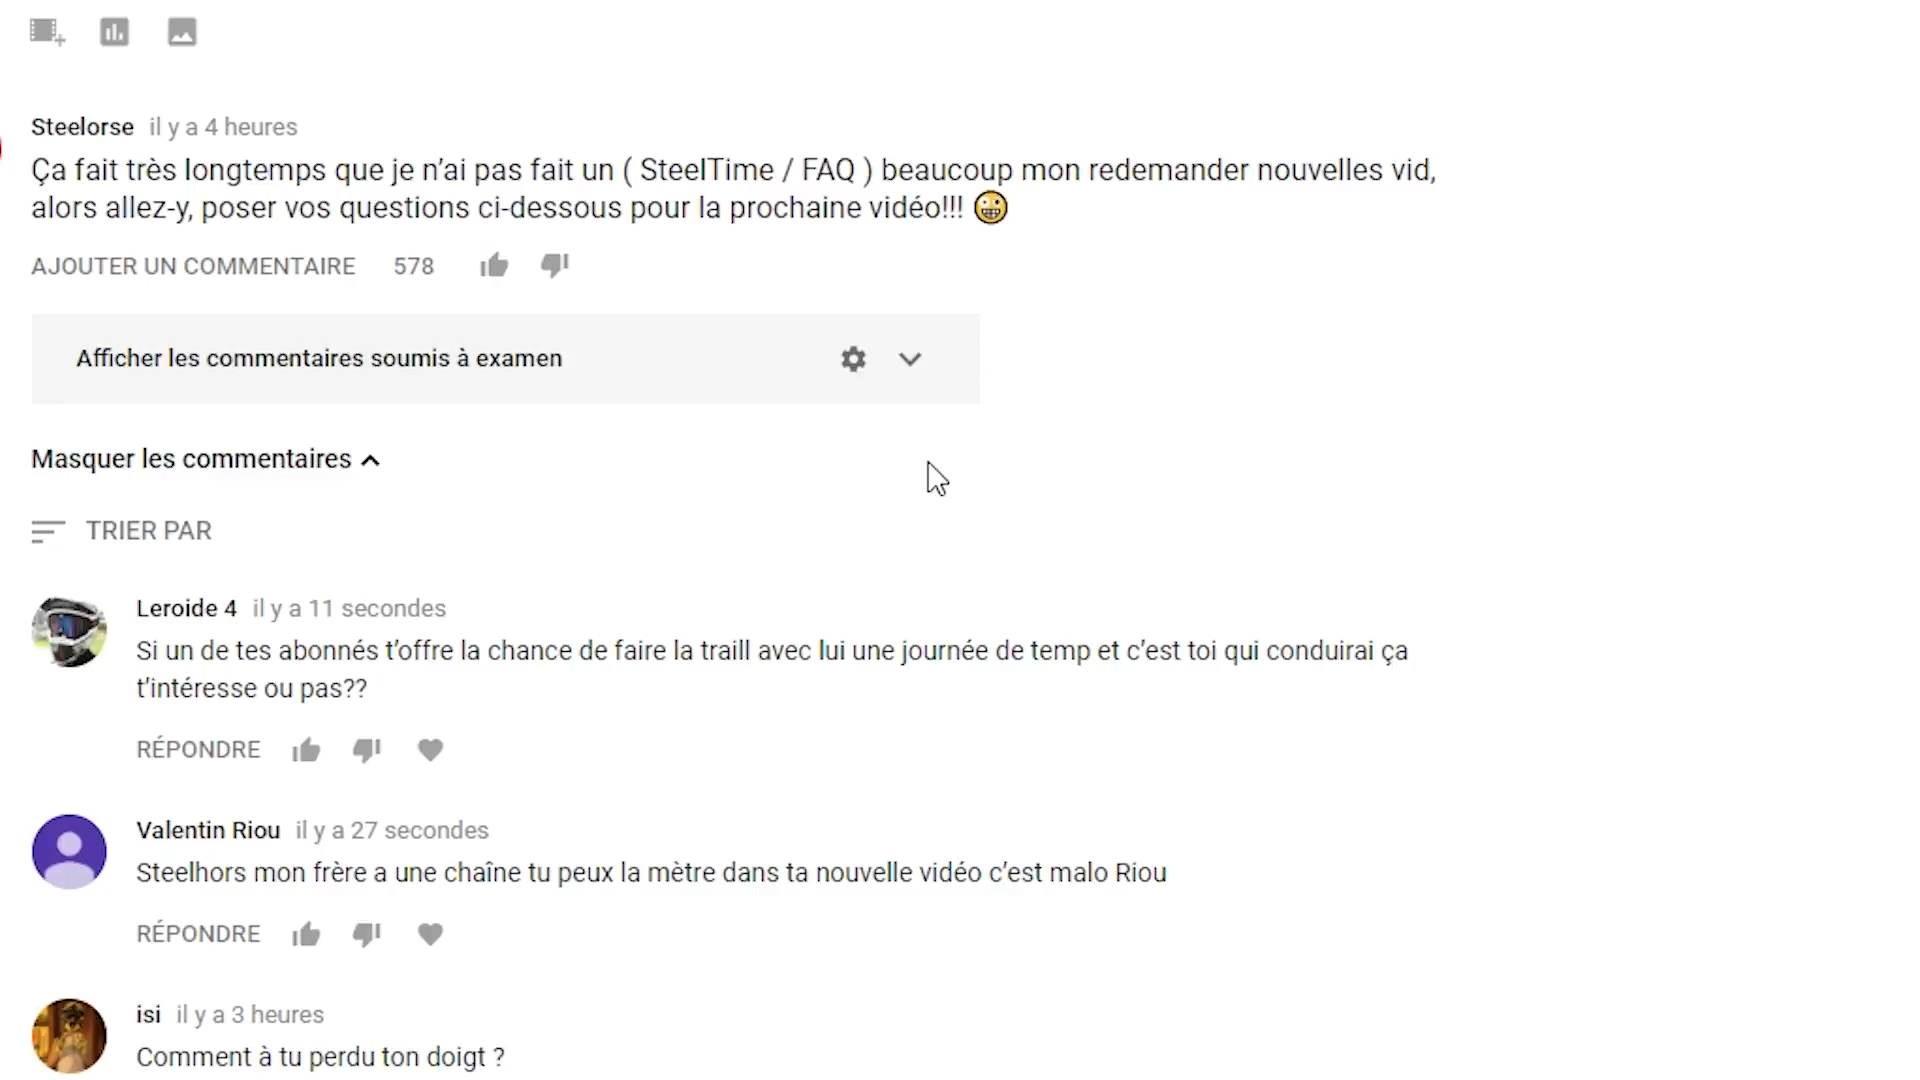 Steelorse il y a 4 heures
Ça fait très longtemps que je n'ai pas fait un ( SteelTime / FAQ ) beaucoup mon redemander nouvelles vid,
alors allez-y, poser vos questions ci-dessous pour la prochaine vidéo!!! 😀
AJOUTER UN COMMENTAIRE 578
Afficher les commentaires soumis à examen
Masquer les commentaires
TRIER PAR
Leroide 4 il y a 11 secondes
Si un de tes abonnés t'offre la chance de faire la traill avec lui une journée de temp et c'est toi qui conduirai ça
t'intéresse ou pas??
RÉPONDRE
Valentin Riou il y a 27 secondes
Steelhors mon frère a une chaîne tu peux la mètre dans ta nouvelle vidéo c'est malo Riou
RÉPONDRE
isi il y a 3 heures
Comment à tu perdu ton doigt ?